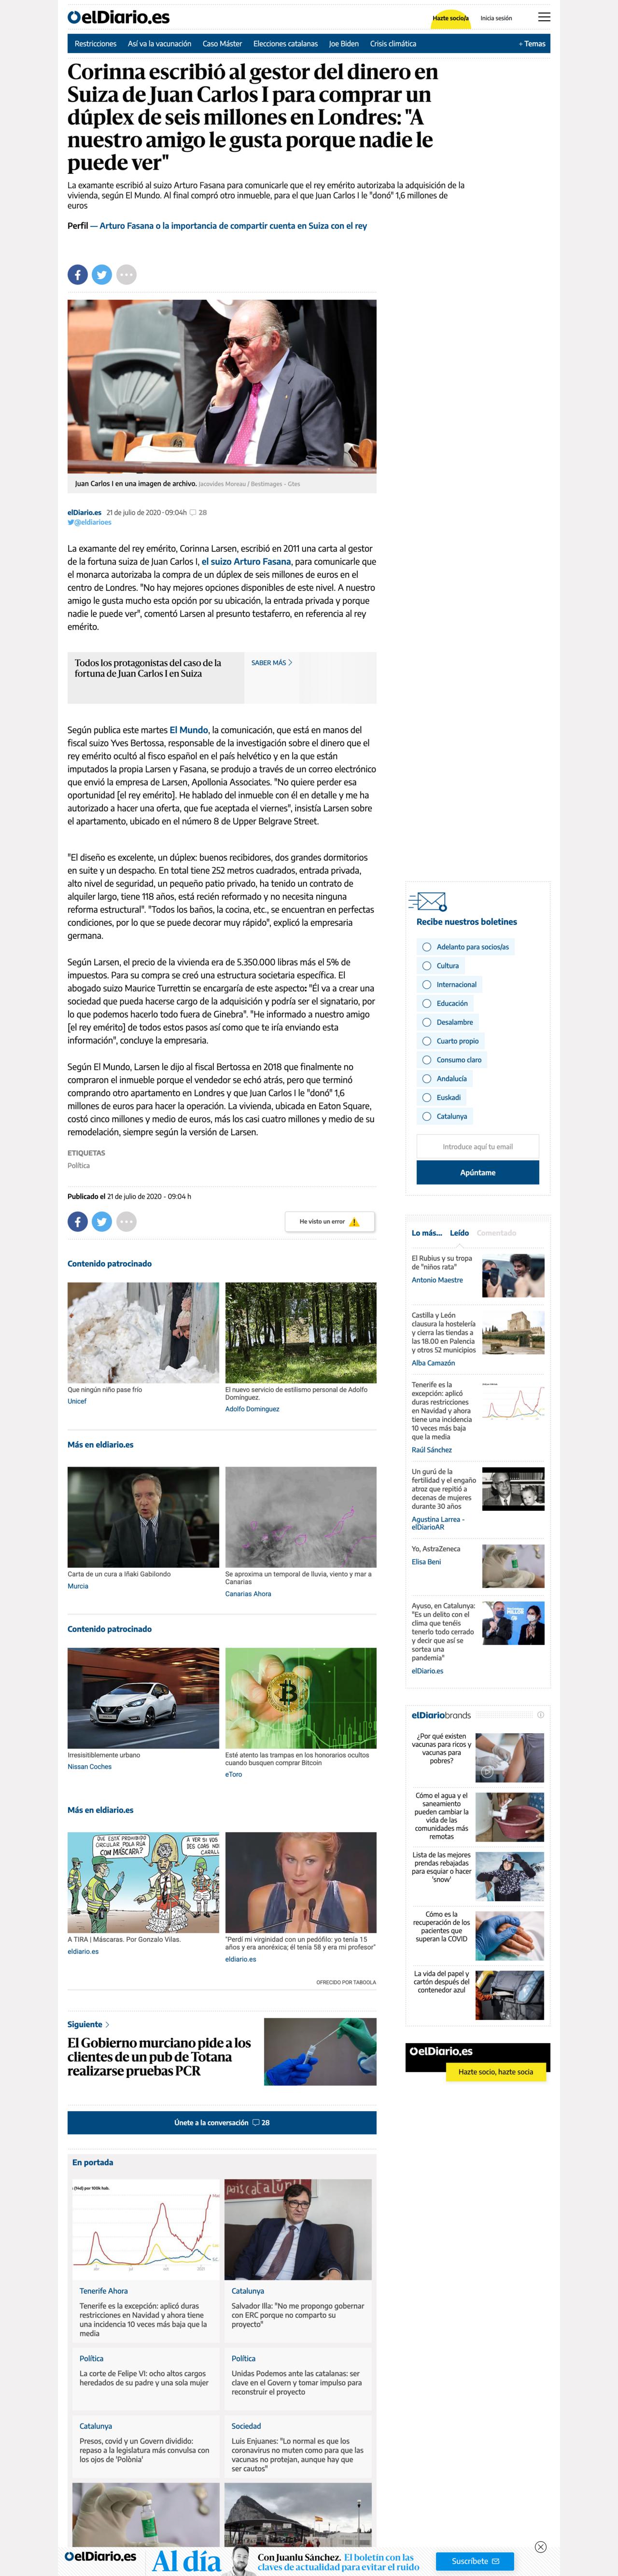 elDiario.es
Hazte socio/a
Inicia sesión
Restricciones
Así va la vacunación
Caso Máster
Elecciones catalanas
Joe Biden
Crisis climática
+ Temas
Corinna escribió al gestor del dinero en
Suiza de Juan Carlos I para comprar un
dúplex de seis millones en Londres: "A
nuestro amigo le gusta porque nadie le
puede ver"
La examante escribió al suizo Arturo Fasana para comunicarle que el rey emérito autorizaba la adquisición de la
vivienda, según El Mundo. Al final compró otro inmueble, para el que Juan Carlos I le "donó" 1,6 millones de
euros
Perfil — Arturo Fasana o la importancia de compartir cuenta en Suiza con el rey
Juan Carlos I en una imagen de archivo. Jacovides Moreau / Bestimages - Gtes
elDiario.es 21 de julio de 2020 - 09:04h 28
@eldiarioes
La examante del rey emérito, Corinna Larsen, escribió en 2011 una carta al gestor
de la fortuna suiza de Juan Carlos I, el suizo Arturo Fasana, para comunicarle que
el monarca autorizaba la compra de un dúplex de seis millones de euros en el
centro de Londres. "No hay mejores opciones disponibles de este nivel. A nuestro
amigo le gusta mucho esta opción por su ubicación, la entrada privada y porque
nadie le puede ver", comentó Larsen al presunto testaferro, en referencia al rey
emérito.
Todos los protagonistas del caso de la
fortuna de Juan Carlos I en Suiza
SABER MÁS
Según publica este martes El Mundo, la comunicación, que está en manos del
fiscal suizo Yves Bertossa, responsable de la investigación sobre el dinero que el
rey emérito ocultó al fisco español en el país helvético y en la que están
imputados la propia Larsen y Fasana, se produjo a través de un correo electrónico
que envió la empresa de Larsen, Apollonia Associates. "No quiere perder esa
oportunidad [el rey emérito]. He hablado del inmueble con él en detalle y me ha
autorizado a hacer una oferta, que fue aceptada el viernes", insistía Larsen sobre
el apartamento, ubicado en el número 8 de Upper Belgrave Street.
"El diseño es excelente, un dúplex: buenos recibidores, dos grandes dormitorios
en suite y un despacho. En total tiene 252 metros cuadrados, entrada privada,
alto nivel de seguridad, un pequeño patio privado, ha tenido un contrato de
alquiler largo, tiene 118 años, está recién reformado y no necesita ninguna
reforma estructural". "Todos los baños, la cocina, etc., se encuentran en perfectas
condiciones, por lo que se puede decorar muy rápido", explicó la empresaria
germana.
Según Larsen, el precio de la vivienda era de 5.350.000 libras más el 5% de
impuestos. Para su compra se creó una estructura societaria específica. El
abogado suizo Maurice Turrettin se encargaría de este aspecto: "Él va a crear una
sociedad que pueda hacerse cargo de la adquisición y podría ser el signatario, por
lo que podemos hacerlo todo fuera de Ginebra". "He informado a nuestro amigo
[el rey emérito] de todos estos pasos así como que te iría enviando esta
información", concluye la empresaria.
Según El Mundo, Larsen le dijo al fiscal Bertossa en 2018 que finalmente no
compraron el inmueble porque el vendedor se echó atrás, pero que terminó
comprando otro apartamento en Londres y que Juan Carlos I le "donó" 1,6
millones de euros para hacer la operación. La vivienda, ubicada en Eaton Square,
costó cinco millones y medio de euros, más los casi cuatro millones y medio de su
remodelación, siempre según la versión de Larsen.
ETIQUETAS
Política
Publicado el 21 de julio de 2020 - 09:04 h
He visto un error
Contenido patrocinado
Que ningún niño pase frío
Unicef
El nuevo servicio de estilismo personal de Adolfo
Domínguez.
Adolfo Dominguez
Más en eldiario.es
Carta de un cura a Iñaki Gabilondo
Murcia
Se aproxima un temporal de lluvia, viento y mar a
Canarias
Canarias Ahora
Contenido patrocinado
Irresisitiblemente urbano
Nissan Coches
Esté atento las trampas en los honorarios ocultos
cuando busquen comprar Bitcoin
eToro
Más en eldiario.es
QUE ESTÁ PROHIBIDO
CIRCULAR POLA RÚA
COM MÁSCARA?
A TIRA | Máscaras. Por Gonzalo Vilas.
eldiario.es
"Perdí mi virginidad con un pedófilo: yo tenía 15
años y era anoréxica; él tenía 58 y era mi profesor"
eldiario.es
OFRECIDO POR TABOOLA
Siguiente
El Gobierno murciano pide a los
clientes de un pub de Totana
realizarse pruebas PCR
Únete a la conversación 28
En portada
Tenerife Ahora
Tenerife es la excepción: aplicó duras
restricciones en Navidad y ahora tiene
una incidencia 10 veces más baja que la
media
Catalunya
Salvador Illa: "No me propongo gobernar
con ERC porque no comparto su
proyecto"
Política
La corte de Felipe VI: ocho altos cargos
heredados de su padre y una sola mujer
Política
Unidas Podemos ante las catalanas: ser
clave en el Govern y tomar impulso para
reconstruir el proyecto
Catalunya
Presos, covid y un Govern dividido:
repaso a la legislatura más convulsa con
los ojos de 'Polònia'
Sociedad
Luis Enjuanes: "Lo normal es que los
coronavirus no muten como para que las
vacunas no protejan, aunque hay que
ser cautos"
Recibe nuestros boletines
Adelanto para socios/as
Cultura
Internacional
Educación
Desalambre
Cuarto propio
Consumo claro
Andalucía
Euskadi
Catalunya
Introduce aquí tu email
Apúntame
Lo más... Leído Comentado
El Rubius y su tropa
de "niños rata"
Antonio Maestre
Castilla y León
clausura la hostelería
y cierra las tiendas a
las 18.00 en Palencia
y otros 52 municipios
Alba Camazón
Tenerife es la
excepción: aplicó
duras restricciones
en Navidad y ahora
tiene una incidencia
10 veces más baja
que la media
Raúl Sánchez
Un gurú de la
fertilidad y el engaño
atroz que repitió a
decenas de mujeres
durante 30 años
Agustina Larrea -
elDiarioAR
Yo, AstraZeneca
Elisa Beni
Ayuso, en Catalunya:
"Es un delito con el
clima que tenéis
tenerlo todo cerrado
y decir que así se
sortea una
pandemia"
elDiario.es
elDiariobrands
¿Por qué existen
vacunas para ricos y
vacunas para
pobres?
Cómo el agua y el
saneamiento
pueden cambiar la
vida de las
comunidades más
remotas
Lista de las mejores
prendas rebajadas
para esquiar o hacer
'snow'
Cómo es la
recuperación de los
pacientes que
superan la COVID
La vida del papel y
cartón después del
contenedor azul
elDiario.es
Hazte socio, hazte socia
elDiario.es
Al día
Con Juanlu Sánchez. El boletín con las
claves de actualidad para evitar el ruido
Suscríbete